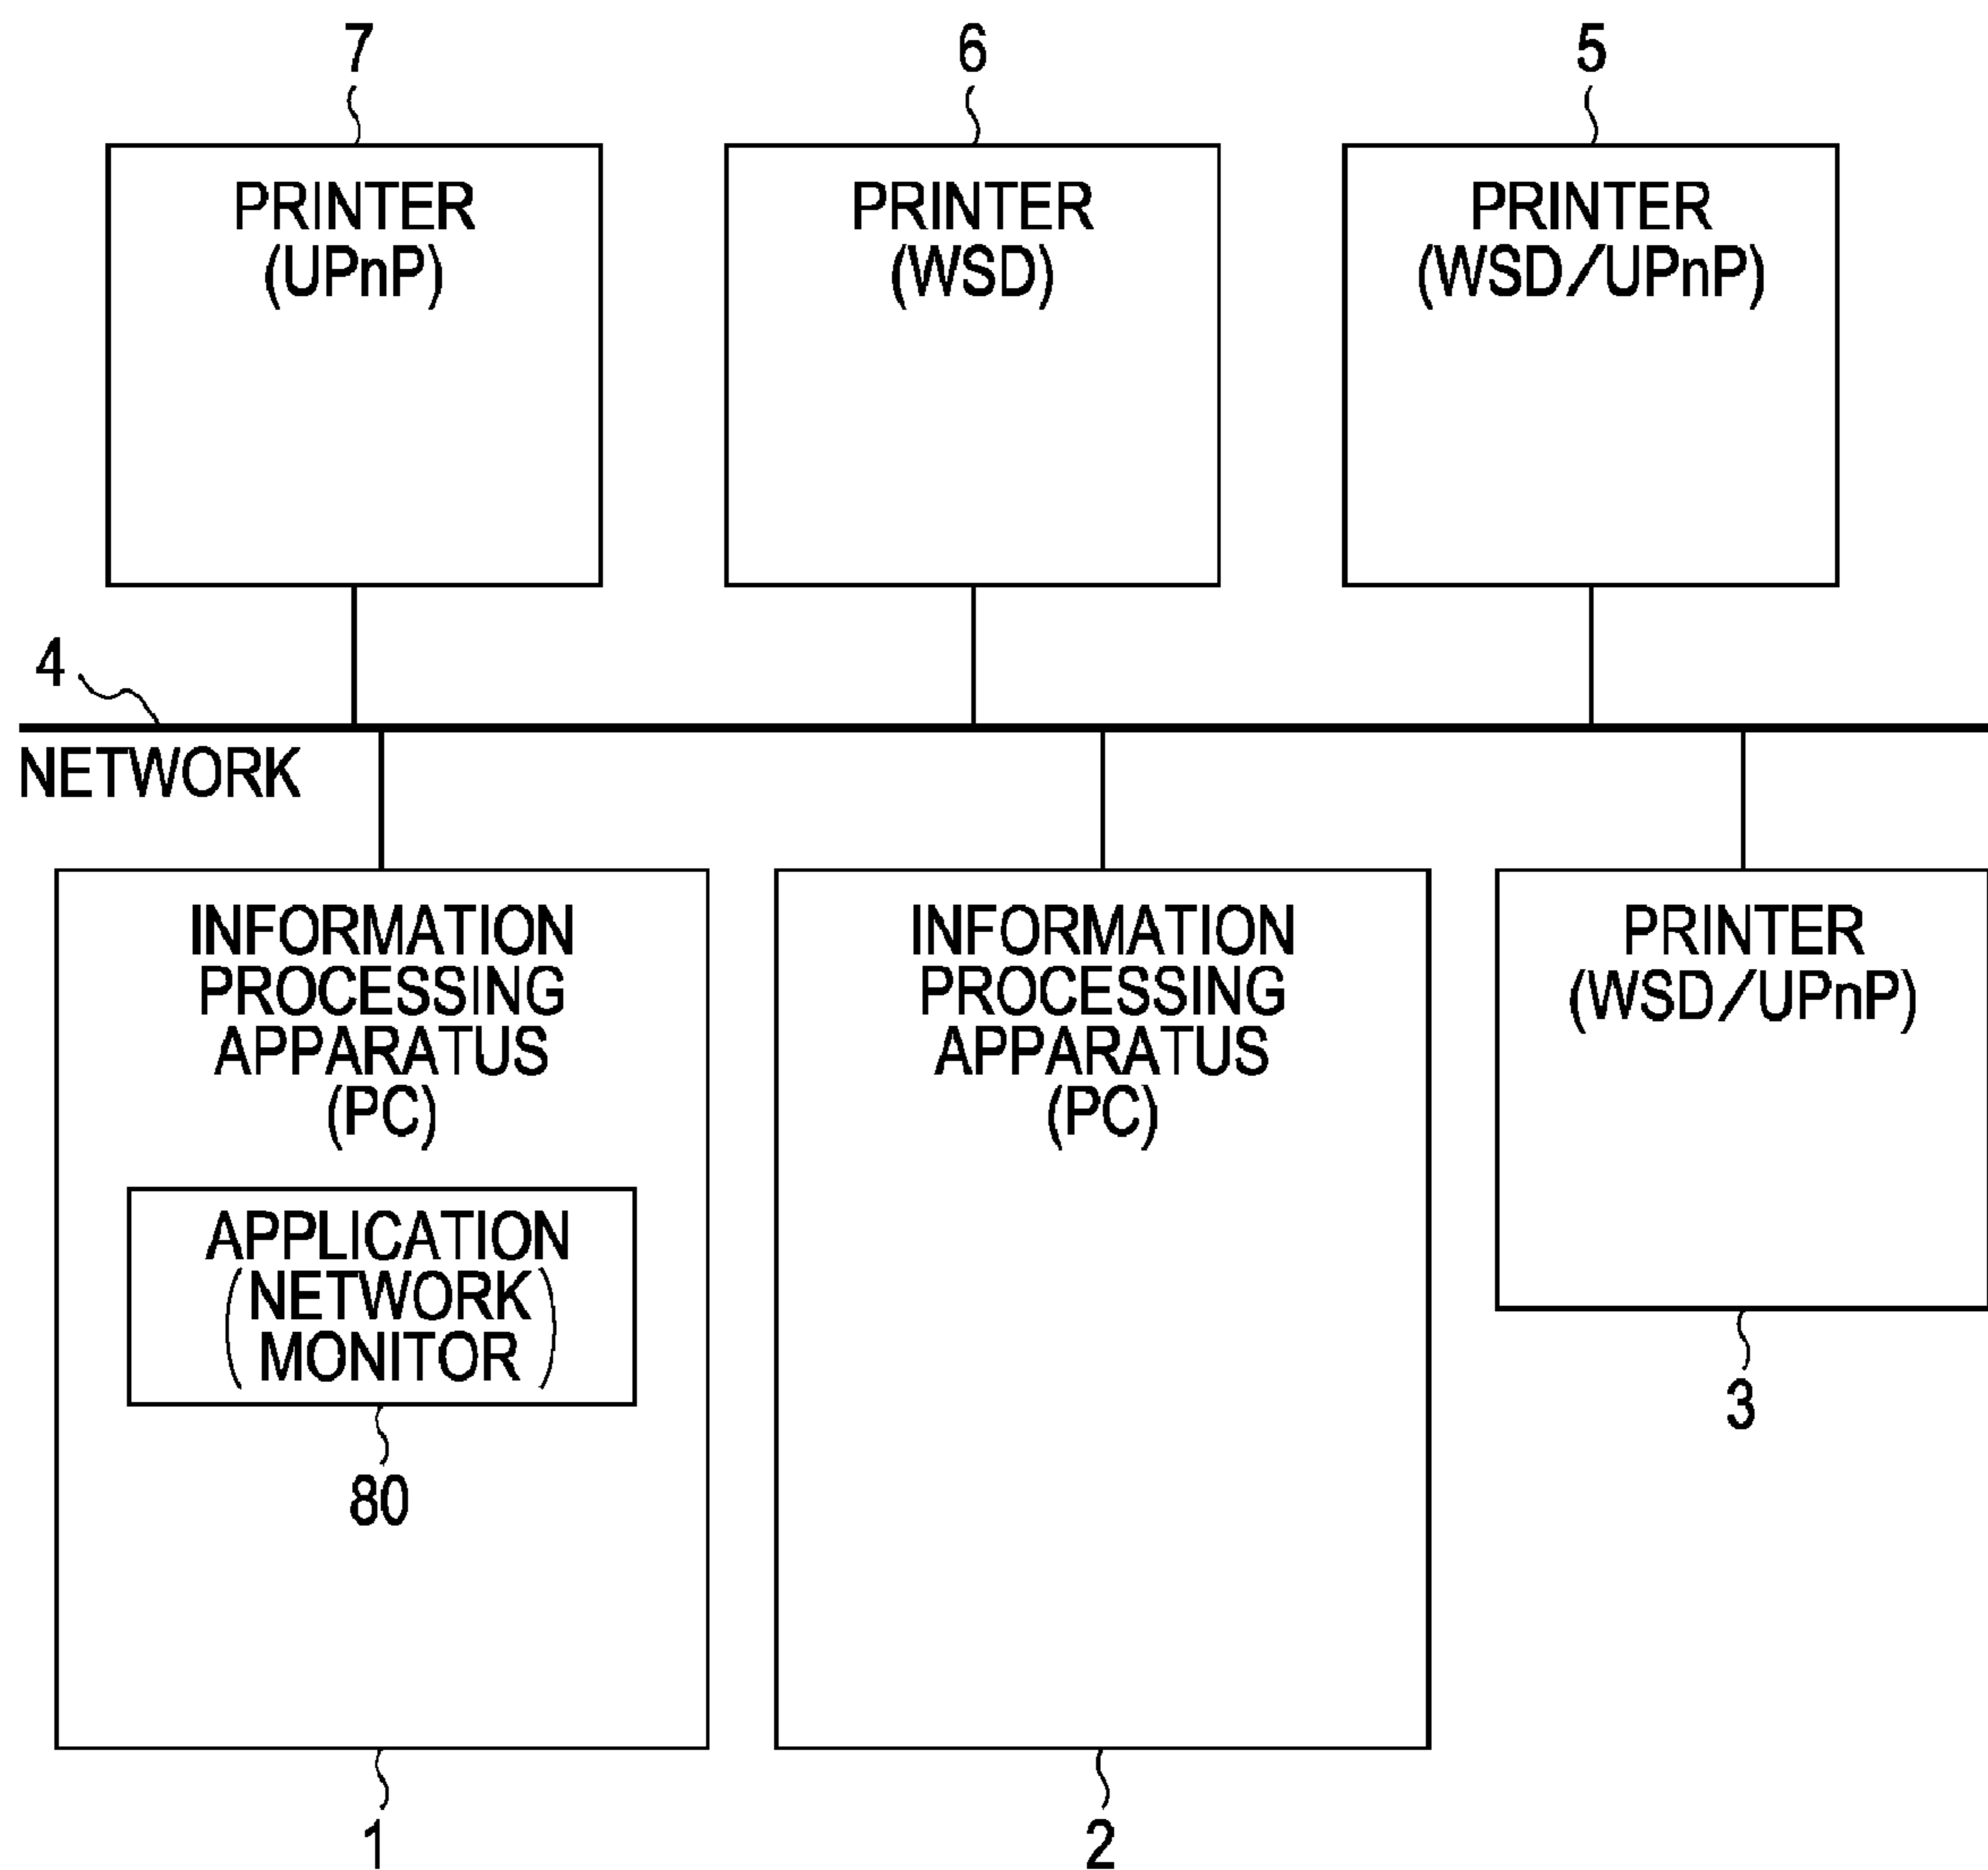 7
6
5
PRINTER
(UPnP)
PRINTER
(WSD)
PRINTER
(WSD/UPnP)
4
NETWORK
INFORMATION
PROCESSING
APPARATUS
(PC)
APPLICATION
(NETWORK
MONITOR)
80
1
INFORMATION
PROCESSING
APPARATUS
(PC)
2
PRINTER
(WSD/UPnP)
3